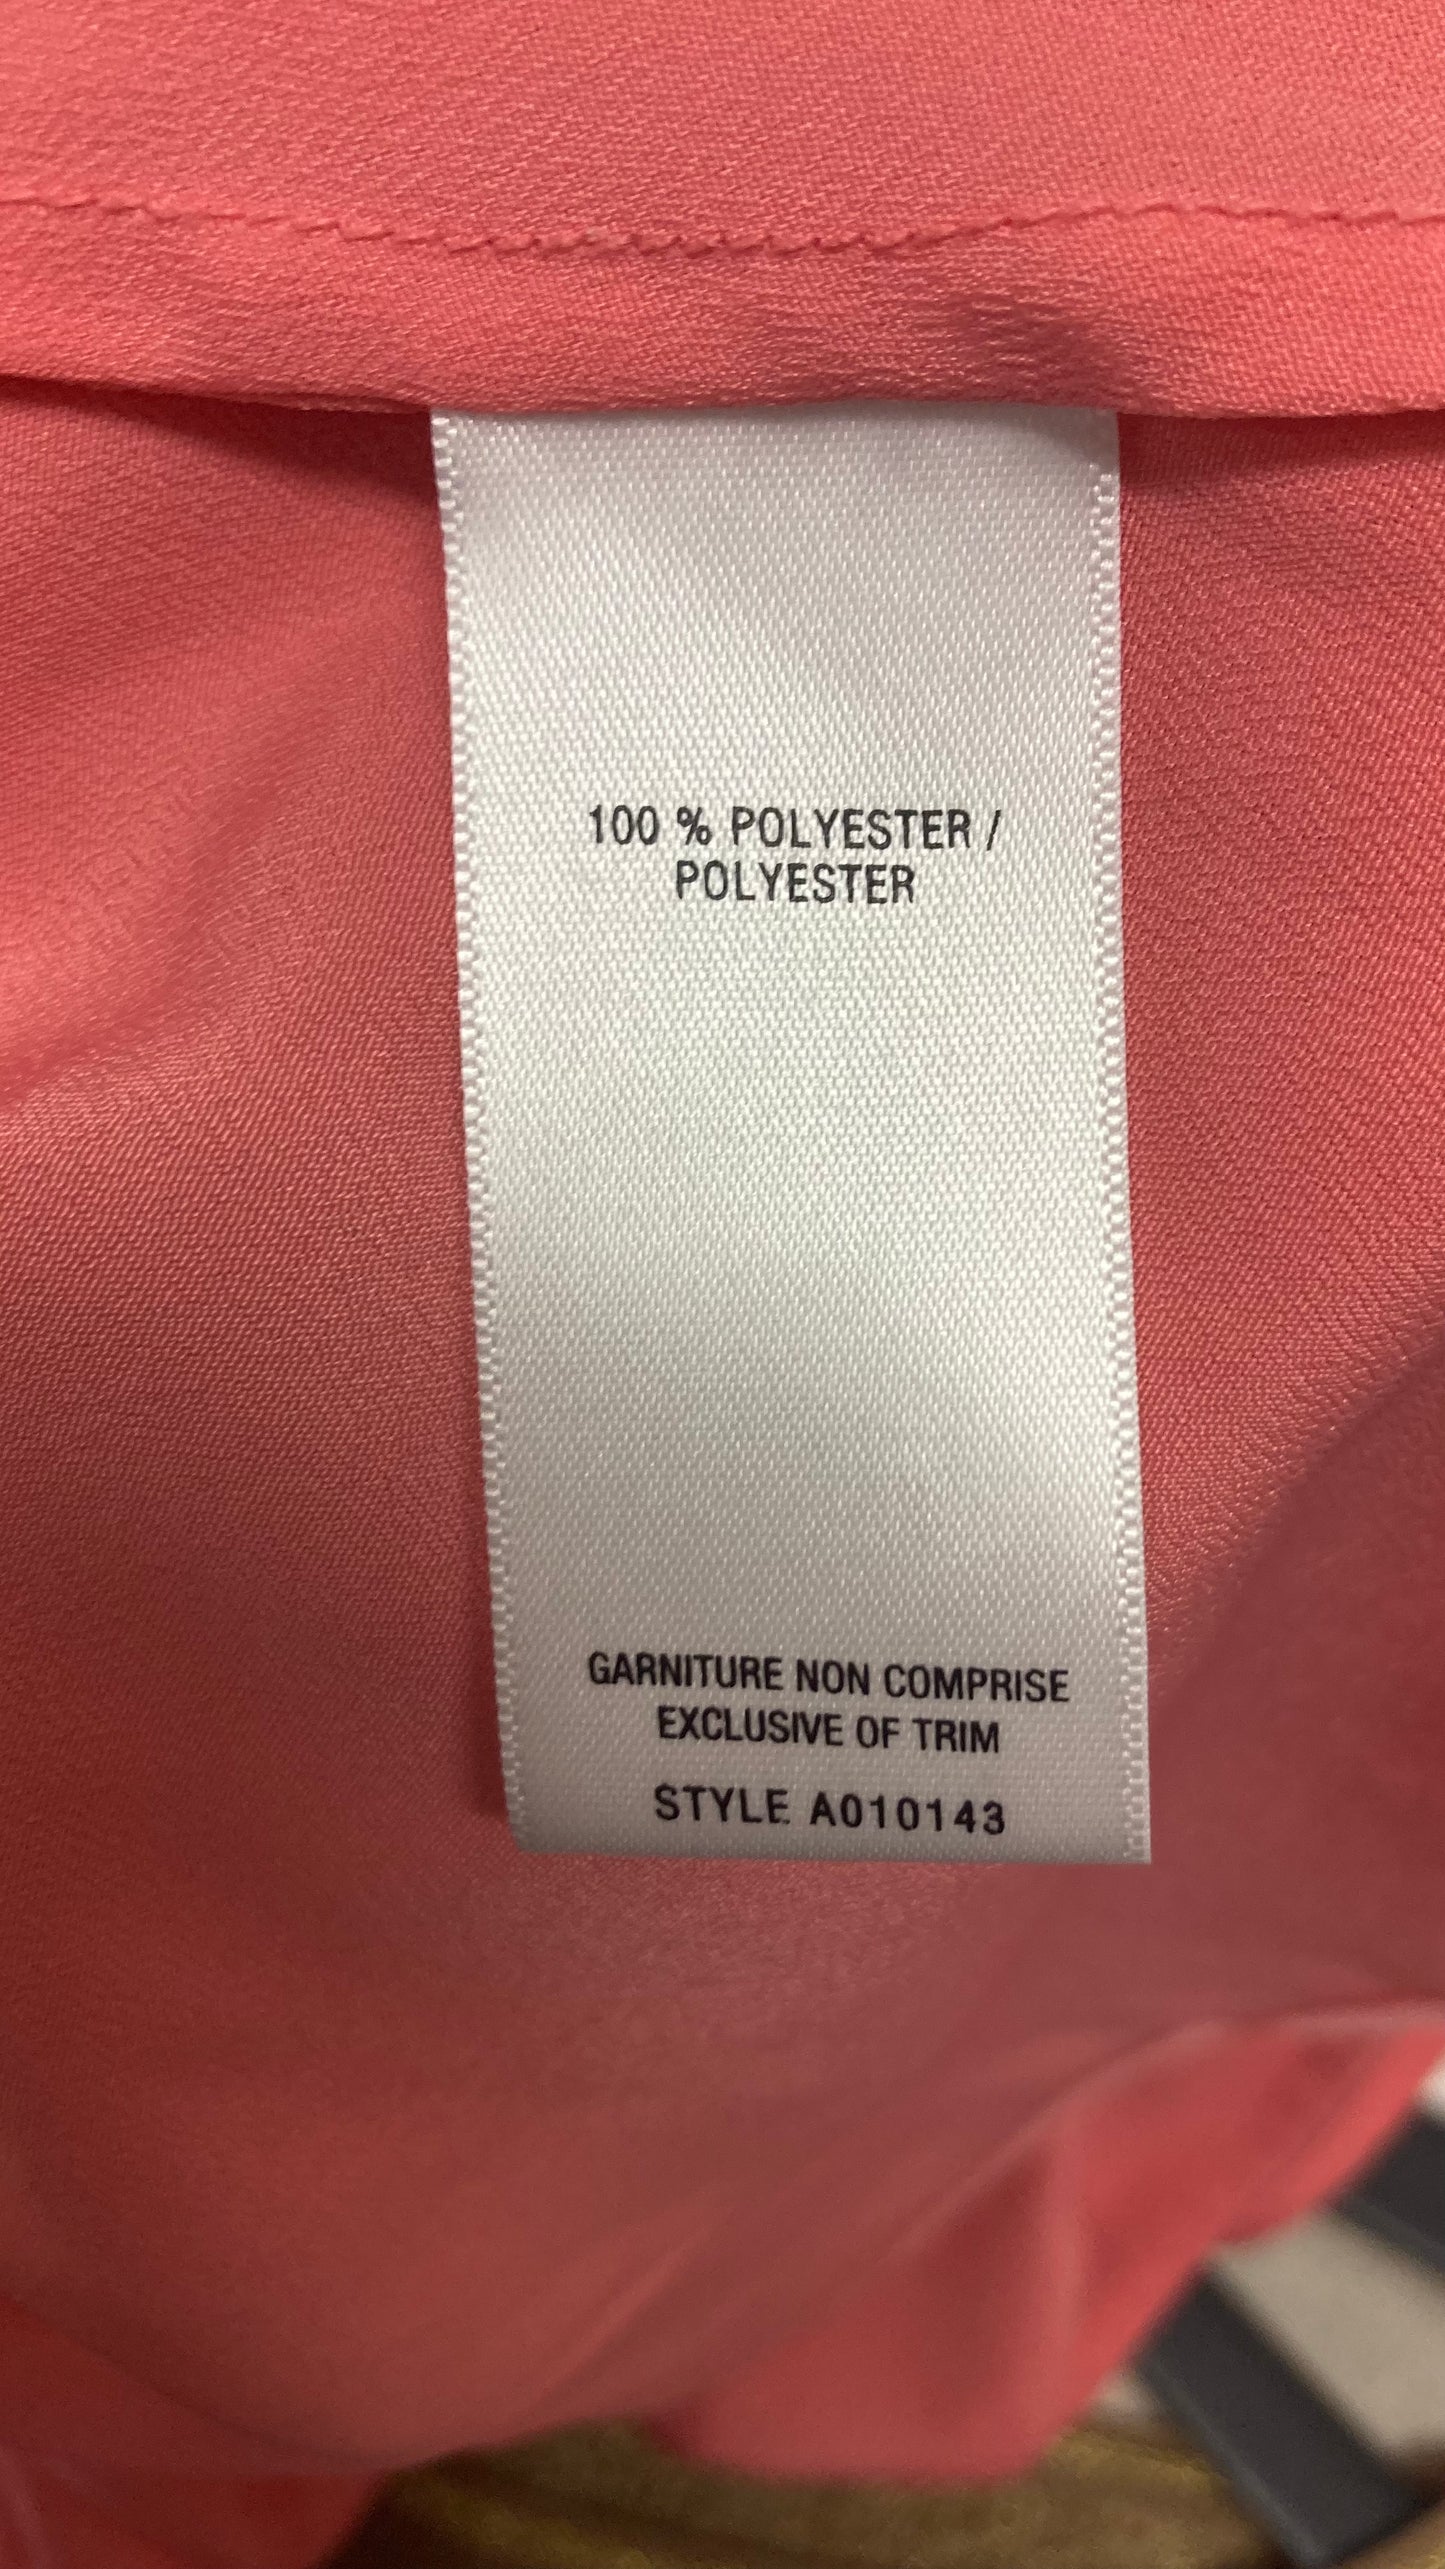 100 % POLYESTER /
POLYESTER
GARNITURE NON COMPRISE
EXCLUSIVE OF TRIM
STYLE A010143